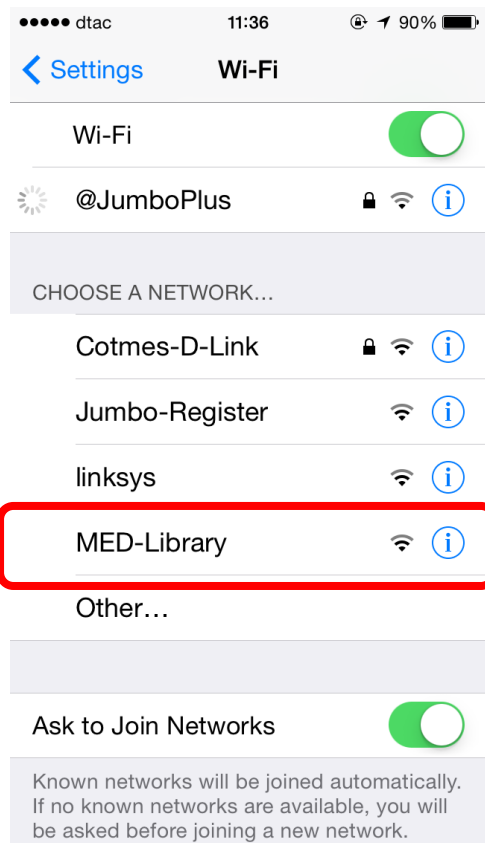 dtac 11:36 90%
Settings Wi-Fi
Wi-Fi
@JumboPlus
CHOOSE A NETWORK...
Cotmes-D-Link
Jumbo-Register
linksys
MED-Library
Other...
Ask to Join Networks
Known networks will be joined automatically.
If no known networks are available, you will
be asked before joining a new network.